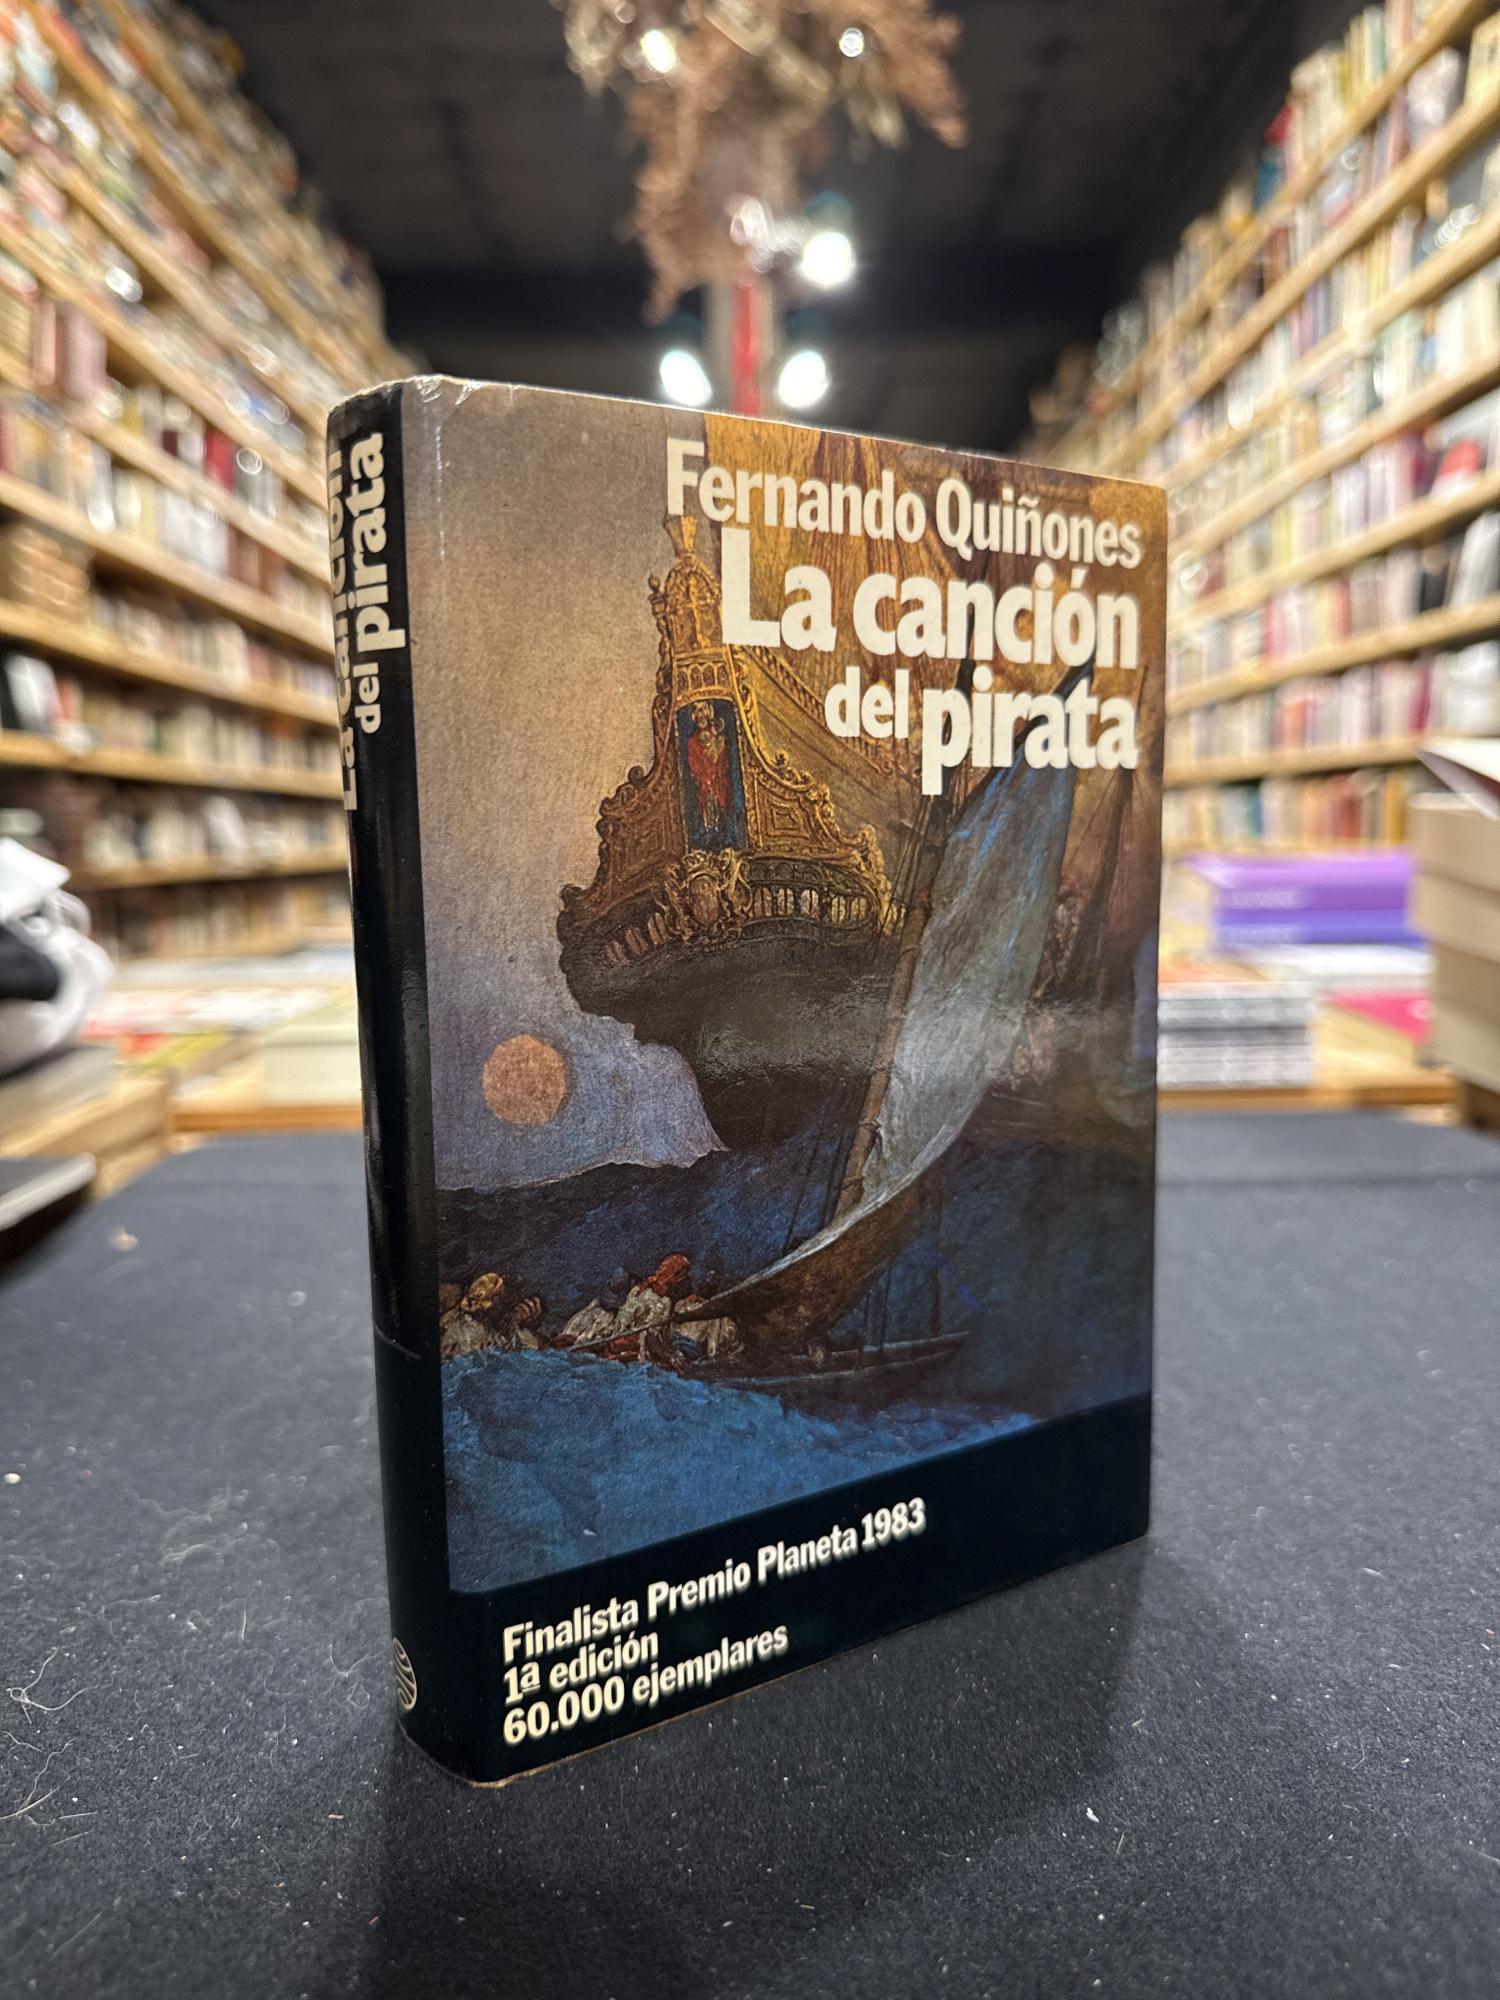 La canción
del pirata
Fernando Quiñones
La canción
del pirata
Finalista Premio Planeta 1983
1ª edición
60.000 ejemplares